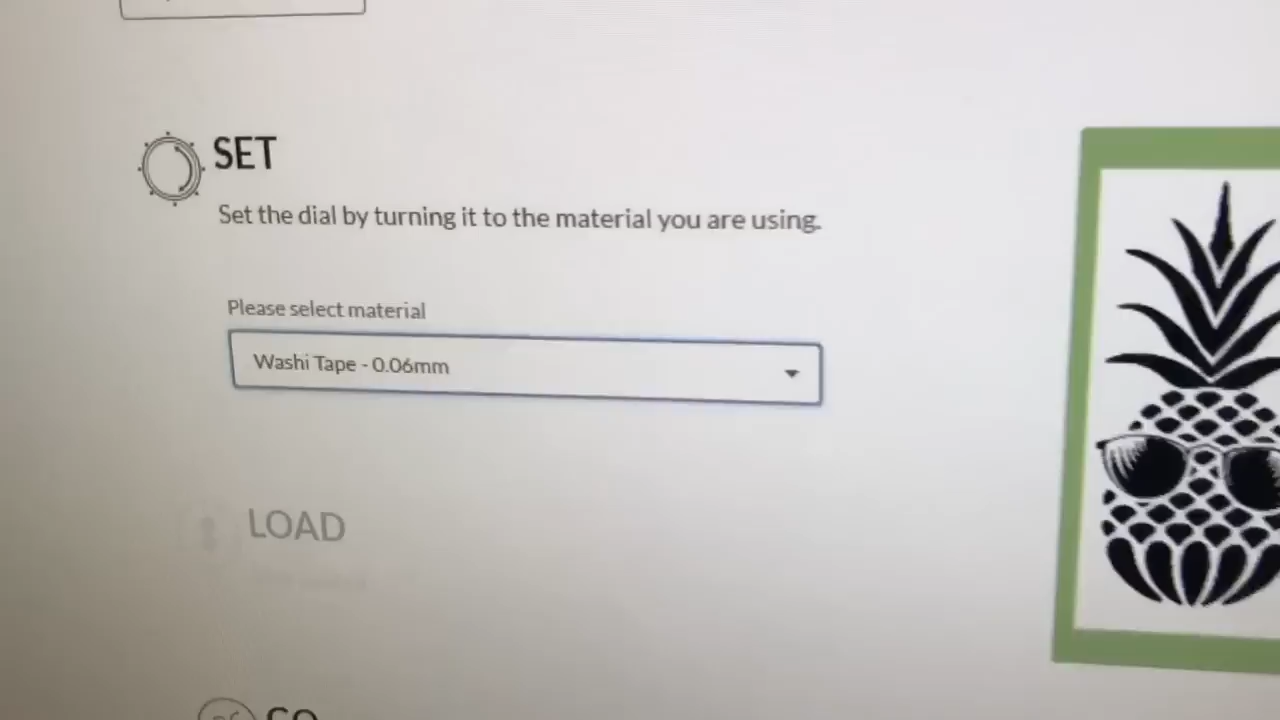 SET
Set the dial by turning it to the material you are using.
Please select material
Washi Tape - 0.06mm
LOAD
GO